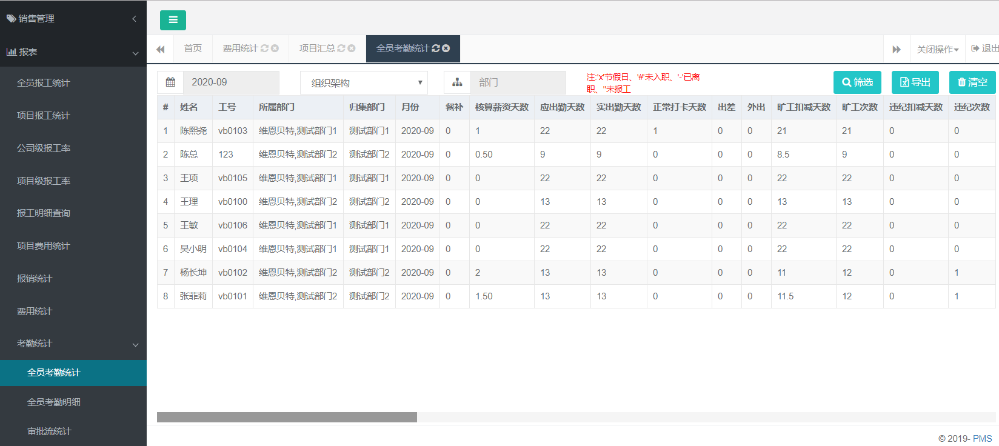 销售管理
报表
全员报工统计
项目报工统计
公司级报工率
项目级报工率
报工明细查询
项目费用统计
报销统计
费用统计
考勤统计
全员考勤统计
全员考勤明细
审批流统计
首页 费用统计 项目汇总 全员考勤统计 关闭操作 退出
2020-09 组织架构 部门
注:'x'节假日、'#'未入职、'-'已离
职、''未报工
筛选 导出 清空
# 姓名 工号 所属部门 归集部门 月份 餐补 核算薪资天数 应出勤天数 实出勤天数 正常打卡天数 出差 外出 旷工扣减天数 旷工次数 违纪扣减天数 违纪次数
1 陈熙尧 vb0103 维恩贝特,测试部门1 测试部门1 2020-09 0 1 22 22 1 0 0 21 21 0 0
2 陈总 123 维恩贝特,测试部门2 测试部门2 2020-09 0 0.50 9 9 0 0 0 8.5 9 0 0
3 王项 vb0105 维恩贝特,测试部门1 测试部门1 2020-09 0 0 22 22 0 0 0 22 22 0 0
4 王理 vb0100 维恩贝特,测试部门2 测试部门2 2020-09 0 0 13 13 0 0 0 13 13 0 0
5 王敏 vb0106 维恩贝特,测试部门1 测试部门1 2020-09 0 0 22 22 0 0 0 22 22 0 0
6 吴小明 vb0104 维恩贝特,测试部门1 测试部门1 2020-09 0 0 22 22 0 0 0 22 22 0 0
7 杨长坤 vb0102 维恩贝特,测试部门2 测试部门2 2020-09 0 2 13 13 0 0 0 11 12 0 1
8 张菲莉 vb0101 维恩贝特,测试部门2 测试部门2 2020-09 0 1.50 13 13 0 0 0 11.5 12 0 1
© 2019- PMS